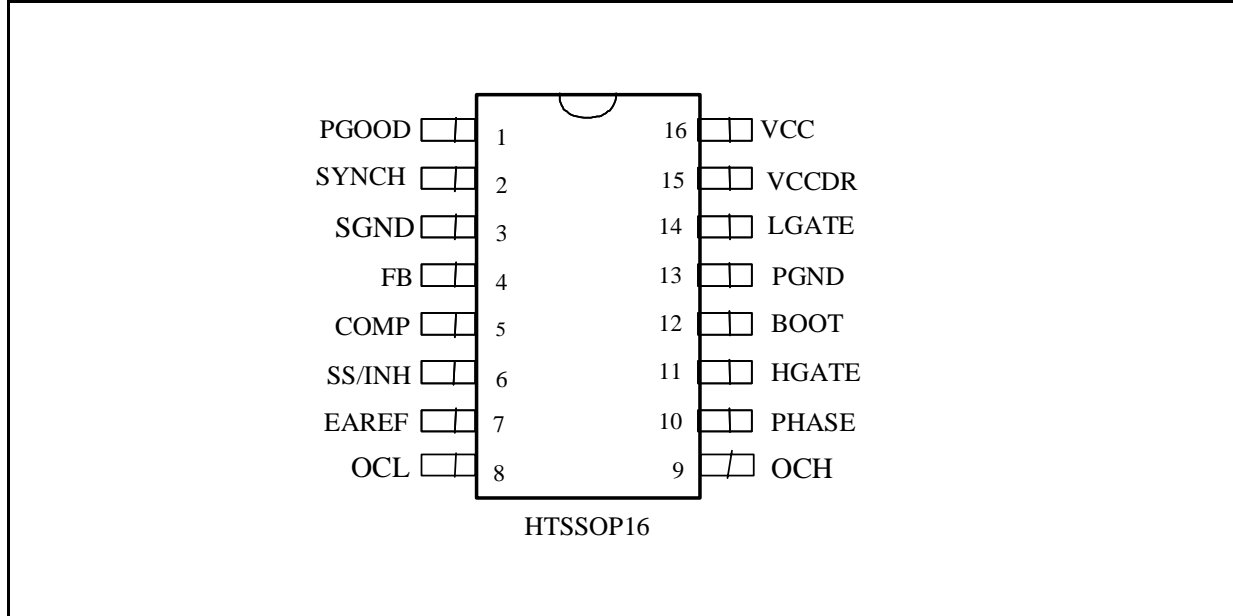 PGOOD 1 16 VCC
SYNCH 2 15 VCCDR
SGND 3 14 LGATE
FB 4 13 PGND
COMP 5 12 BOOT
SS/INH 6 11 HGATE
EAREF 7 10 PHASE
OCL 8 9 OCH
HTSSOP16